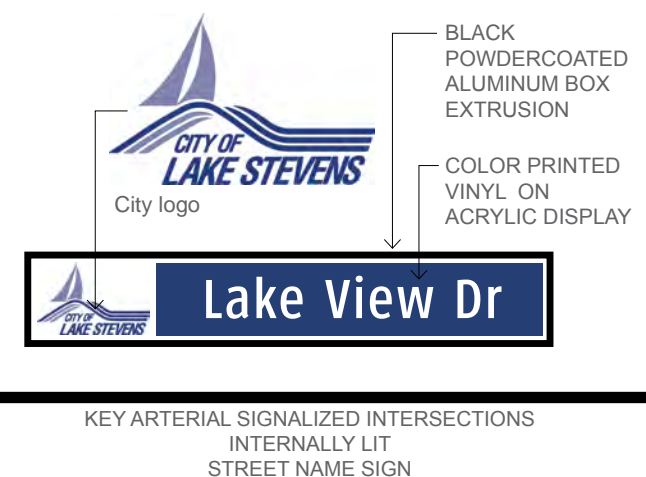 CITY OF
LAKE STEVENS
City logo
BLACK
POWDERCOATED
ALUMINUM BOX
EXTRUSION
COLOR PRINTED
VINYL ON
ACRYLIC DISPLAY
CITY OF
LAKE STEVENS
Lake View Dr
KEY ARTERIAL SIGNALIZED INTERSECTIONS
INTERNALLY LIT
STREET NAME SIGN